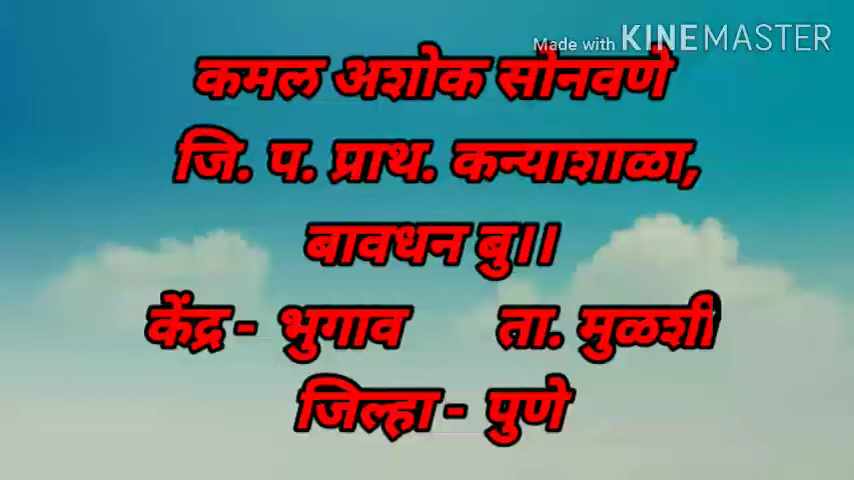 Made with KINEMASTER
कमल अशोक सोनवणे
जि. प. प्राथ. कन्याशाळा,
बावधन बु।।
केंद्र - भुगाव ता. मुळशी
जिल्हा - पुणे